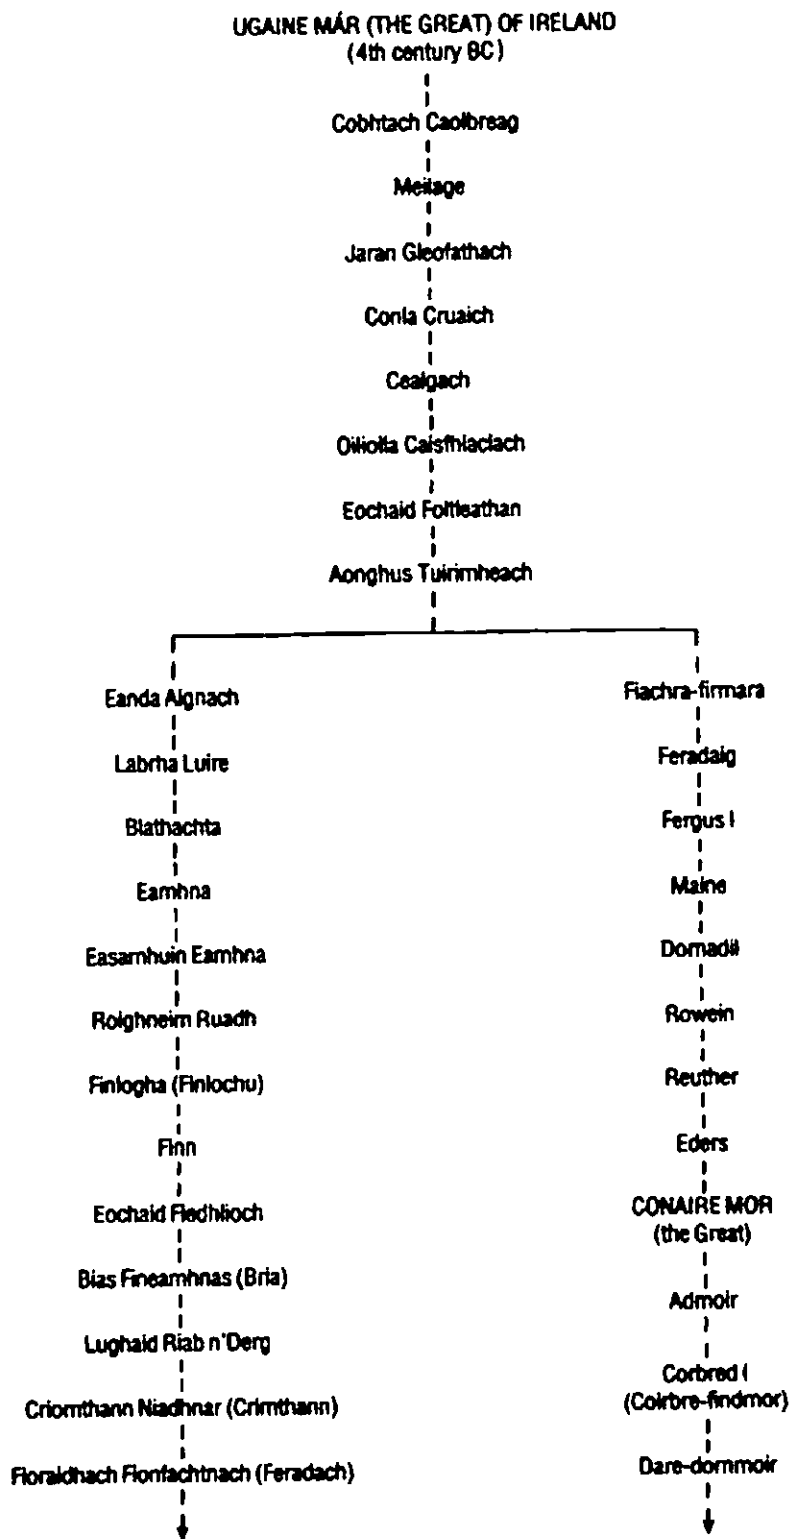 UGAINE MÁR (THE GREAT) OF IRELAND
(4th century BC)
Cobhtach Caolbreag
Meilage
Jaran Gleofathach
Conla Cruaich
Cealgach
Oiliolla Caisfhiaclach
Eochaid Foltleathan
Aonghus Tuirimheach
Eanda Aignach
Labrha Luire
Blathachta
Eamhna
Easamhuin Eamhna
Roighneim Ruadh
Finlogha (Finlochu)
Finn
Eochaid Fiedhlioch
Bias Fineamhnas (Bria)
Lughaid Riab n'Derg
Criomthann Niadhnar (Crimthann)
Fioraidhach Fionfachtnach (Feradach)
Fiachra-firmara
Feradaig
Fergus I
Maine
Domadil
Rowein
Reuther
Eders
CONAIRE MOR
(the Great)
Admoir
Corbred I
(Coirbre-findmor)
Dare-dornmoir